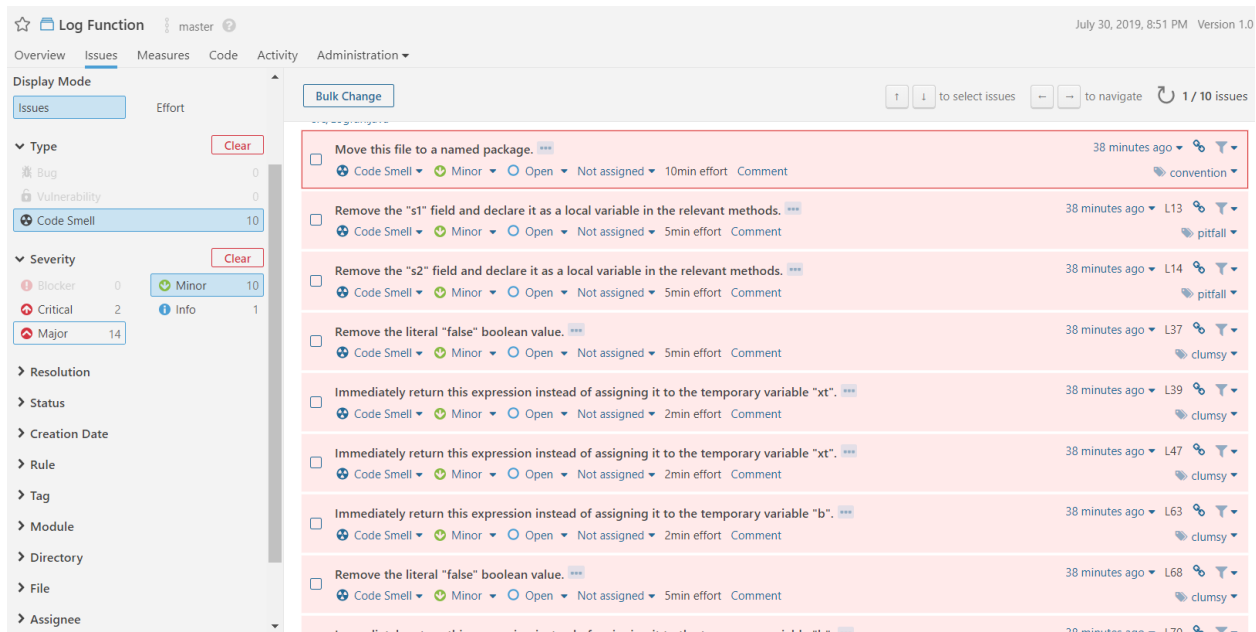 Log Function master ? July 30, 2019, 8:51 PM Version 1.0
Overview Issues Measures Code Activity Administration
Display Mode
Issues Effort
Type Clear
Bug 0
Vulnerability 0
Code Smell 10
Severity Clear
Blocker 0 Minor 10
Critical 2 Info 1
Major 14
Resolution
Status
Creation Date
Rule
Tag
Module
Directory
File
Assignee
Bulk Change ↑ ↓ to select issues ← → to navigate 1 / 10 issues
Move this file to a named package. 38 minutes ago
Code Smell Minor Open Not assigned 10min effort Comment convention
Remove the "s1" field and declare it as a local variable in the relevant methods. 38 minutes ago L13
Code Smell Minor Open Not assigned 5min effort Comment pitfall
Remove the "s2" field and declare it as a local variable in the relevant methods. 38 minutes ago L14
Code Smell Minor Open Not assigned 5min effort Comment pitfall
Remove the literal "false" boolean value. 38 minutes ago L37
Code Smell Minor Open Not assigned 5min effort Comment clumsy
Immediately return this expression instead of assigning it to the temporary variable "xt". 38 minutes ago L39
Code Smell Minor Open Not assigned 2min effort Comment clumsy
Immediately return this expression instead of assigning it to the temporary variable "xt". 38 minutes ago L47
Code Smell Minor Open Not assigned 2min effort Comment clumsy
Immediately return this expression instead of assigning it to the temporary variable "b". 38 minutes ago L63
Code Smell Minor Open Not assigned 2min effort Comment clumsy
Remove the literal "false" boolean value. 38 minutes ago L68
Code Smell Minor Open Not assigned 5min effort Comment clumsy